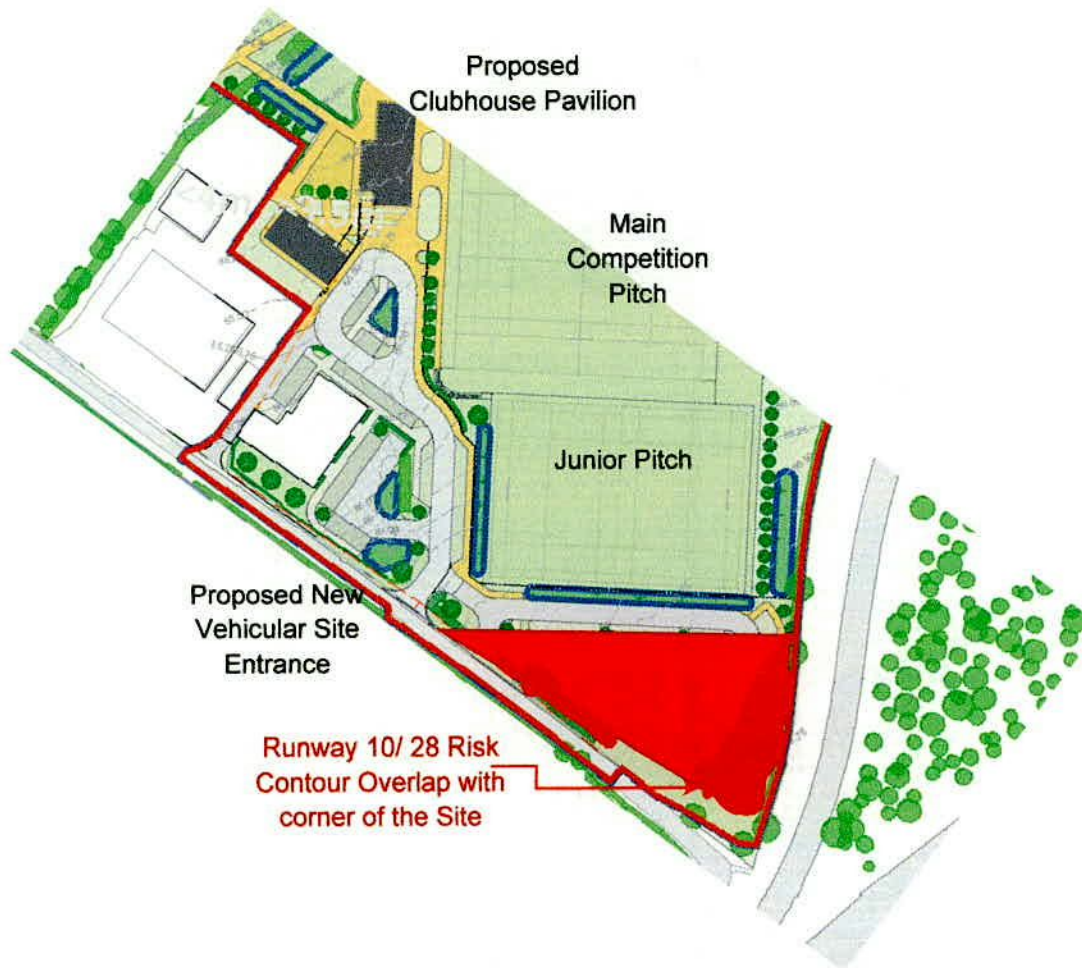 Proposed
Clubhouse Pavilion
Main
Competition
Pitch
Junior Pitch
Proposed New
Vehicular Site
Entrance
Runway 10/ 28 Risk
Contour Overlap with
corner of the Site